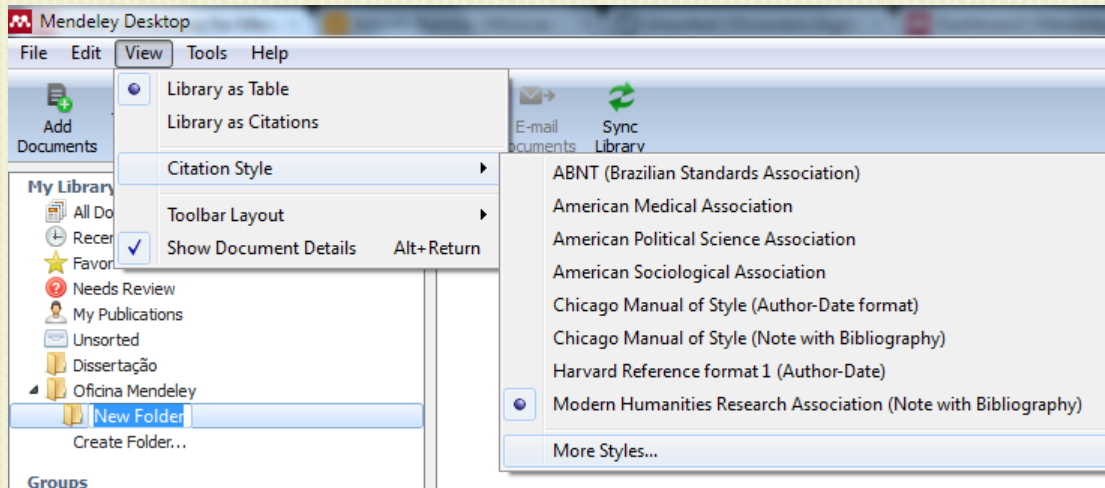 Mendeley Desktop
File Edit View Tools Help
Library as Table
Library as Citations
Citation Style
Toolbar Layout
Show Document Details Alt+Return
Add
Documents
E-mail
Sync
Library
ABNT (Brazilian Standards Association)
American Medical Association
American Political Science Association
American Sociological Association
Chicago Manual of Style (Author-Date format)
Chicago Manual of Style (Note with Bibliography)
Harvard Reference format 1 (Author-Date)
Modern Humanities Research Association (Note with Bibliography)
More Styles...
My Library
All Do
Recen
Favor
Needs Review
My Publications
Unsorted
Dissertação
Oficina Mendeley
New Folder
Create Folder...
Groups